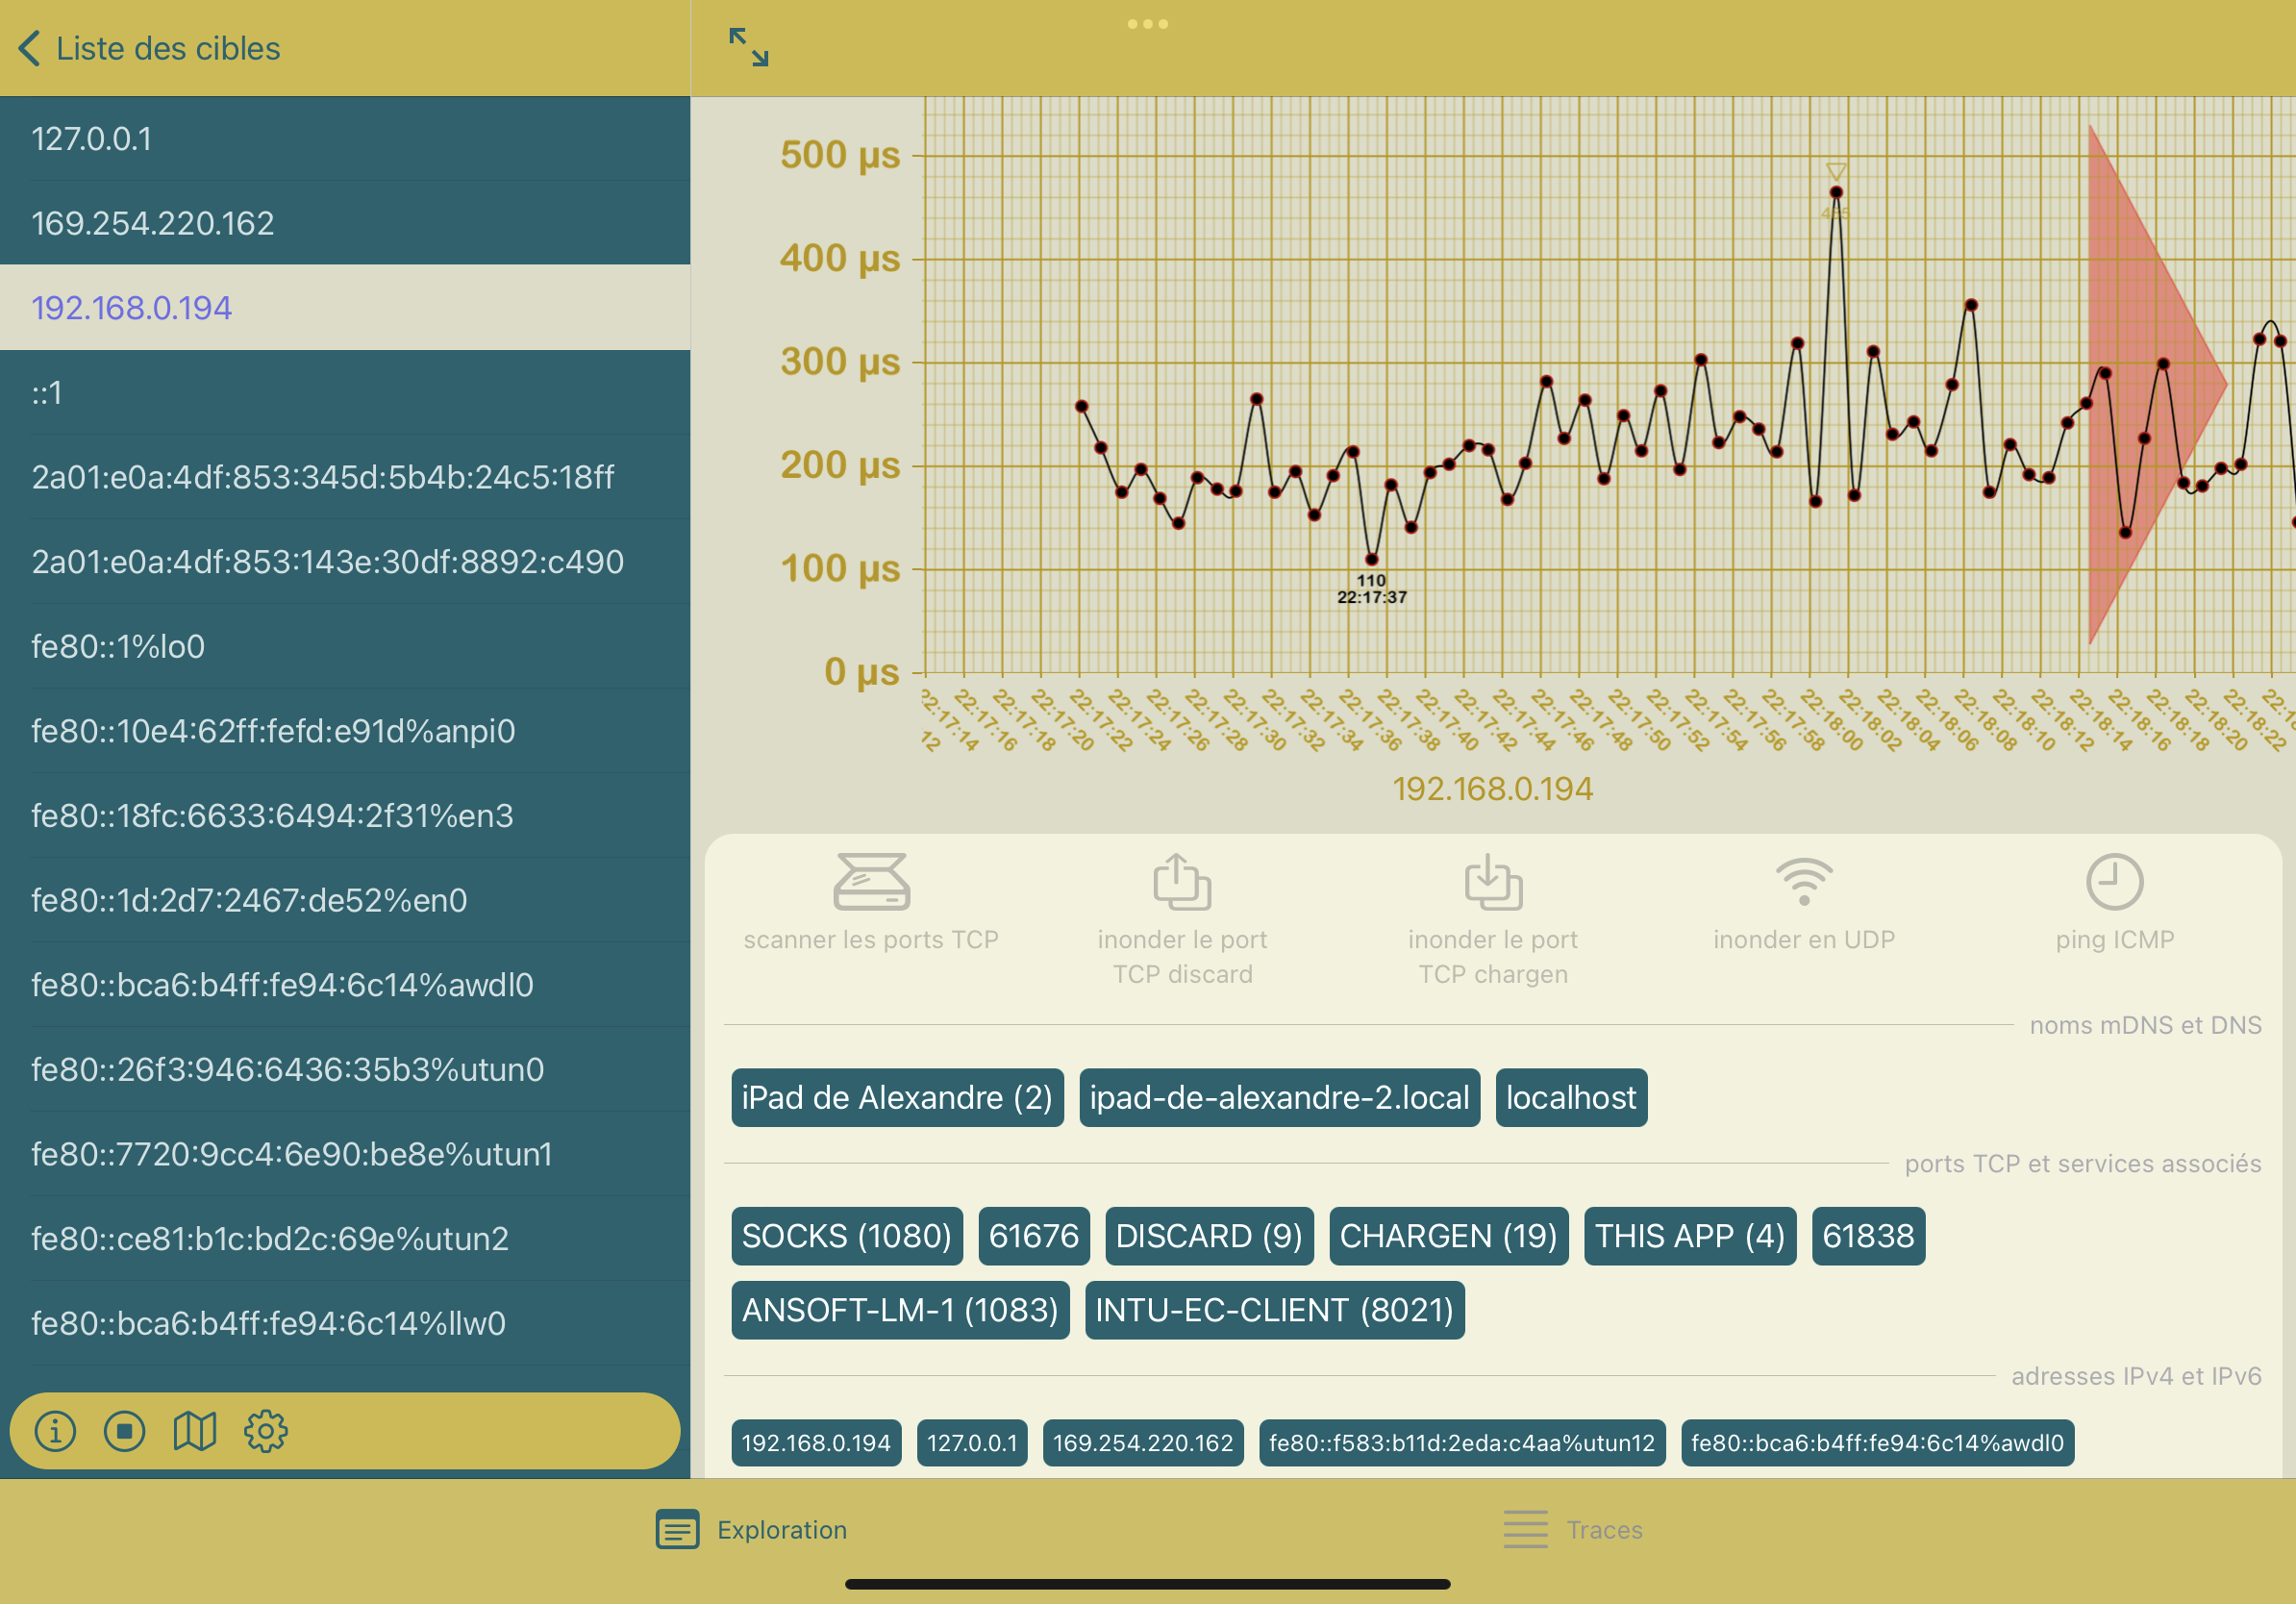 Liste des cibles
127.0.0.1
169.254.220.162
192.168.0.194
::1
2a01:e0a:4df:853:345d:5b4b:24c5:18ff
2a01:e0a:4df:853:143e:30df:8892:c490
fe80::1%lo0
fe80::10e4:62ff:fefd:e91d%anpi0
fe80::18fc:6633:6494:2f31%en3
fe80::1d:2d7:2467:de52%en0
fe80::bca6:b4ff:fe94:6c14%awdl0
fe80::26f3:946:6436:35b3%utun0
fe80::7720:9cc4:6e90:be8e%utun1
fe80::ce81:b1c:bd2c:69e%utun2
fe80::bca6:b4ff:fe94:6c14%llw0
500 µs
400 µs
300 µs
200 µs
100 µs
0 µs
110
22:17:37
22:17:14
22:17:16
22:17:18
22:17:20
22:17:22
22:17:24
22:17:26
22:17:28
22:17:30
22:17:32
22:17:34
22:17:36
22:17:38
22:17:40
22:17:42
22:17:44
22:17:46
22:17:48
22:17:50
22:17:52
22:17:54
22:17:56
22:17:58
22:18:00
22:18:02
22:18:04
22:18:06
22:18:08
22:18:10
22:18:12
22:18:14
22:18:16
22:18:18
22:18:20
22:18:22
192.168.0.194
scanner les ports TCP
inonder le port
TCP discard
inonder le port
TCP chargen
inonder en UDP
ping ICMP
noms mDNS et DNS
iPad de Alexandre (2) ipad-de-alexandre-2.local localhost
ports TCP et services associés
SOCKS (1080) 61676 DISCARD (9) CHARGEN (19) THIS APP (4) 61838
ANSOFT-LM-1 (1083) INTU-EC-CLIENT (8021)
adresses IPv4 et IPv6
192.168.0.194 127.0.0.1 169.254.220.162 fe80::f583:b11d:2eda:c4aa%utun12 fe80::bca6:b4ff:fe94:6c14%awdl0
Exploration
Traces